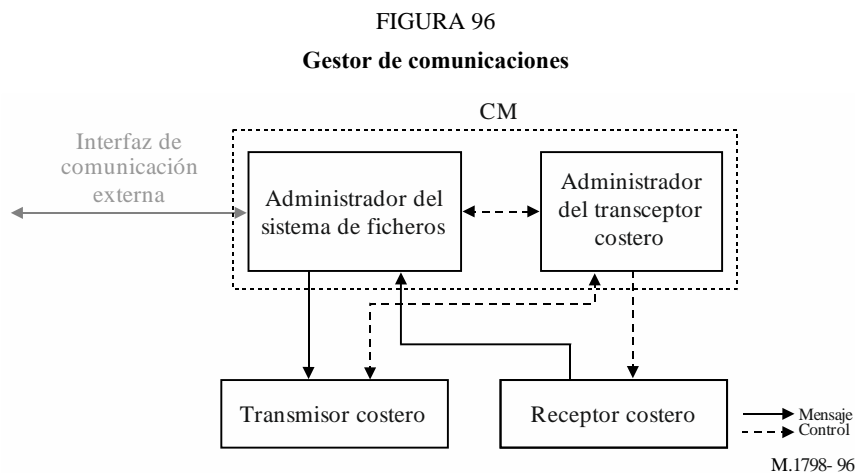 FIGURA 96
Gestor de comunicaciones
CM
Interfaz de
comunicación
externa
Administrador del
sistema de ficheros
Administrador
del transceptor
costero
Transmisor costero
Receptor costero
Mensaje
Control
M.1798- 96